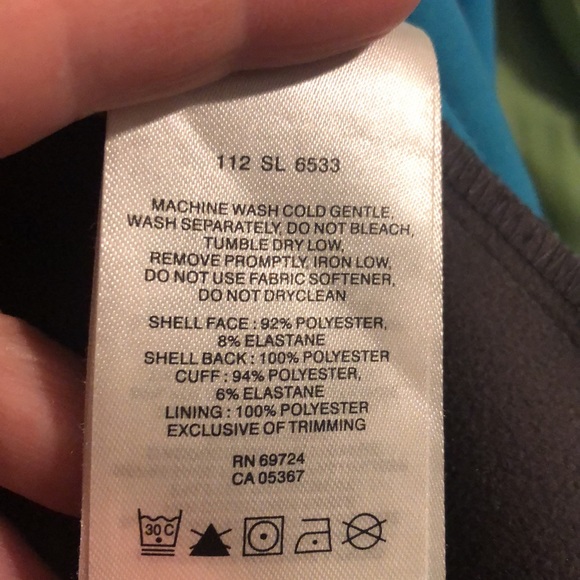 112 SL 6533
MACHINE WASH COLD GENTLE,
WASH SEPARATELY, DO NOT BLEACH,
TUMBLE DRY LOW,
REMOVE PROMPTLY, IRON LOW,
DO NOT USE FABRIC SOFTENER,
DO NOT DRYCLEAN
SHELL FACE : 92% POLYESTER,
8% ELASTANE
SHELL BACK : 100% POLYESTER
CUFF : 94% POLYESTER,
6% ELASTANE
LINING : 100% POLYESTER
EXCLUSIVE OF TRIMMING
RN 69724
CA 05367
30 C